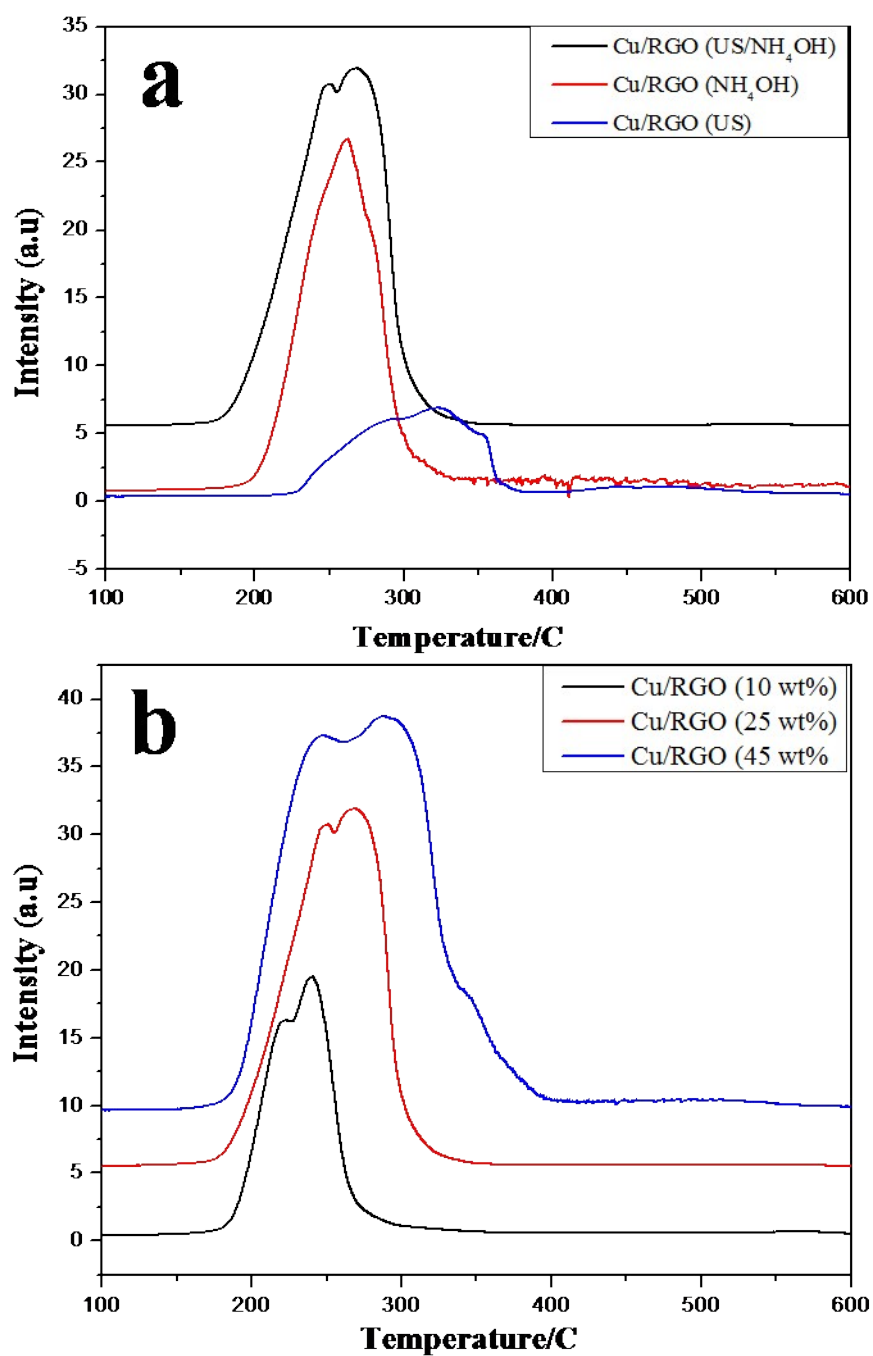 a
Cu/RGO (US/NH₄OH)
Cu/RGO (NH₄OH)
Cu/RGO (US)
35
30
25
20
15
10
5
0
-5
Intensity (a.u)
100 200 300 400 500 600
Temperature/C
b
Cu/RGO (10 wt%)
Cu/RGO (25 wt%)
Cu/RGO (45 wt%
40
35
30
25
20
15
10
5
0
Intensity (a.u)
100 200 300 400 500 600
Temperature/C